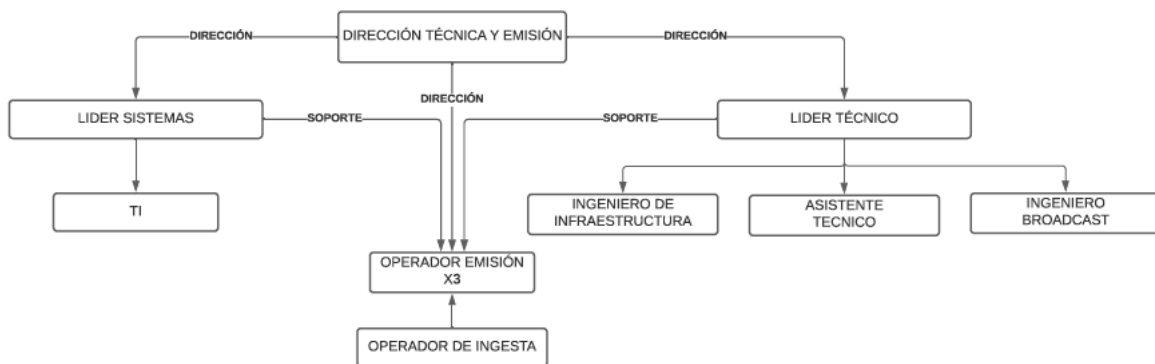 DIRECCIÓN
DIRECCIÓN TÉCNICA Y EMISIÓN
DIRECCIÓN
DIRECCIÓN
LIDER SISTEMAS
SOPORTE
SOPORTE
LIDER TÉCNICO
TI
INGENIERO DE
INFRAESTRUCTURA
ASISTENTE
TECNICO
INGENIERO
BROADCAST
OPERADOR EMISIÓN
X3
OPERADOR DE INGESTA